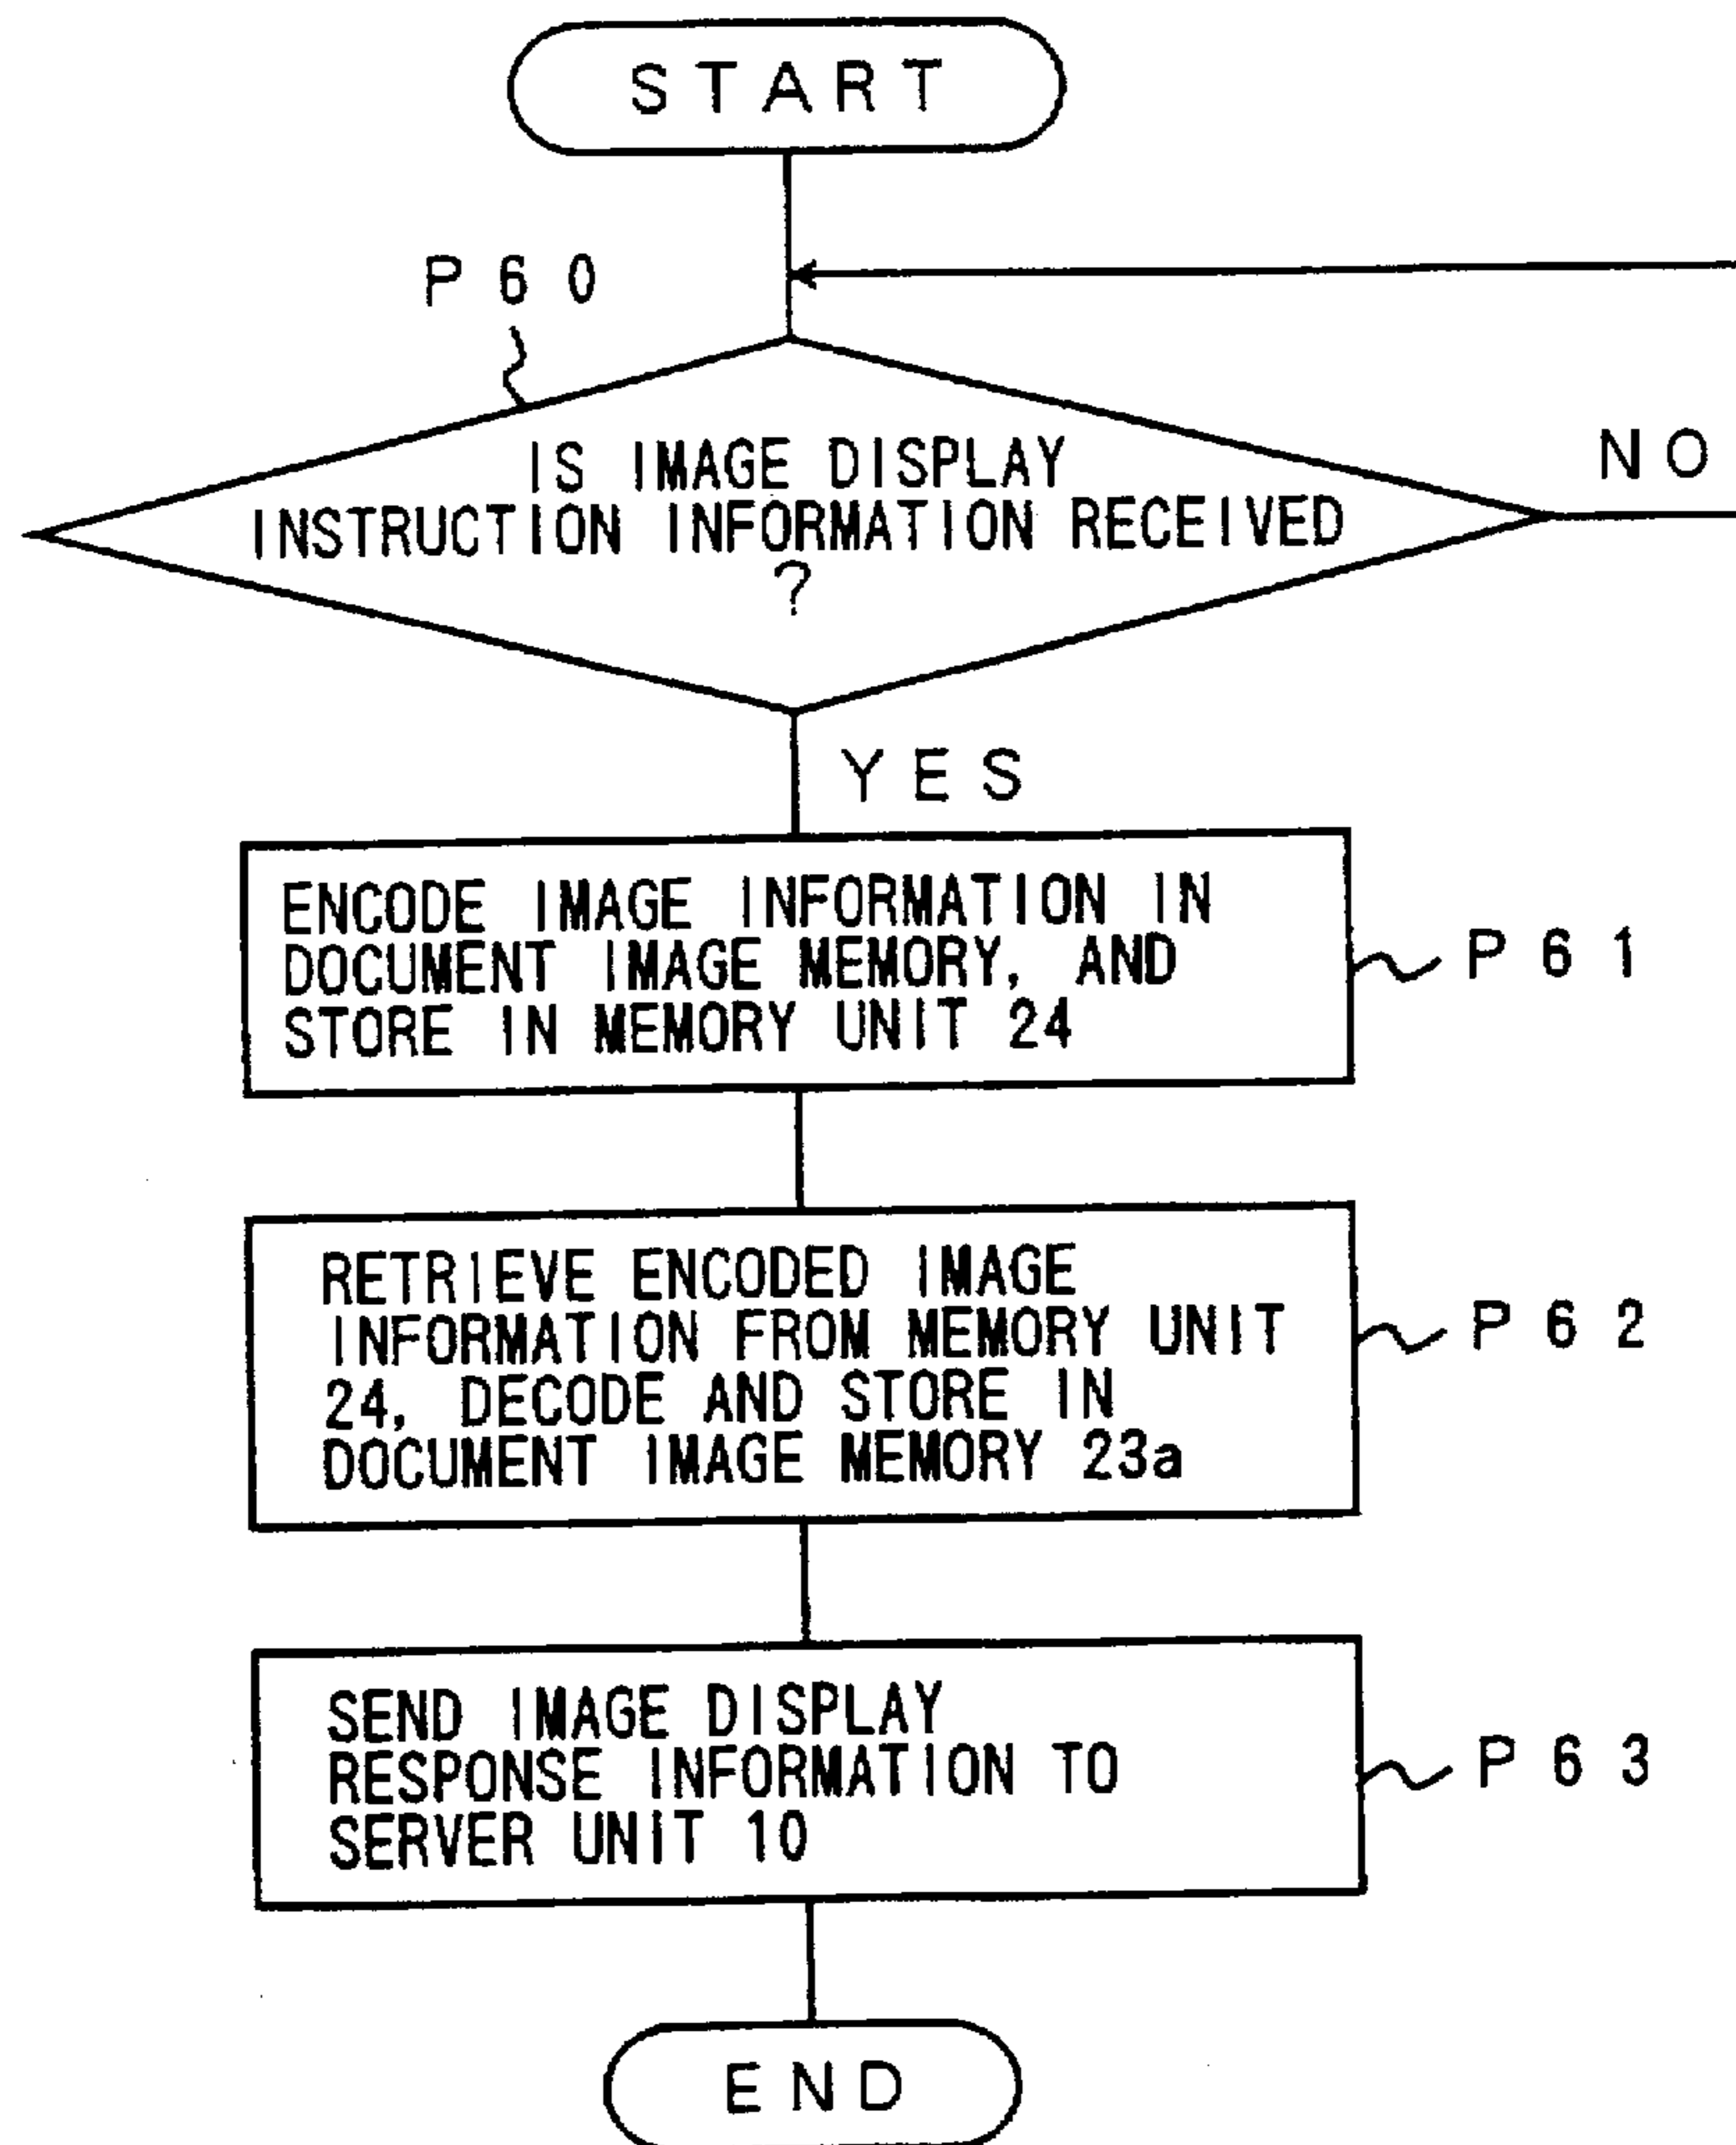 START
P60
IS IMAGE DISPLAY
INSTRUCTION INFORMATION RECEIVED
?
NO
YES
ENCODE IMAGE INFORMATION IN
DOCUMENT IMAGE MEMORY, AND
STORE IN MEMORY UNIT 24
P61
RETRIEVE ENCODED IMAGE
INFORMATION FROM MEMORY UNIT
24, DECODE AND STORE IN
DOCUMENT IMAGE MEMORY 23a
P62
SEND IMAGE DISPLAY
RESPONSE INFORMATION TO
SERVER UNIT 10
P63
END